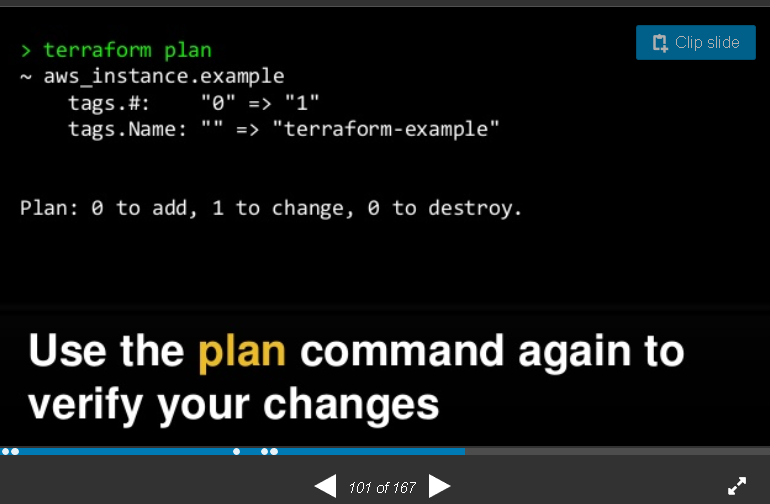 Clip slide
> terraform plan
~ aws_instance.example
    tags.#:    "0" => "1"
    tags.Name: "" => "terraform-example"
Plan: 0 to add, 1 to change, 0 to destroy.
Use the plan command again to
verify your changes
101 of 167